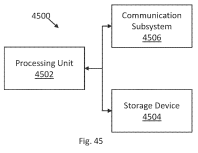 4500
Communication
Subsystem
4506
Processing Unit
4502
Storage Device
4504
Fig. 45